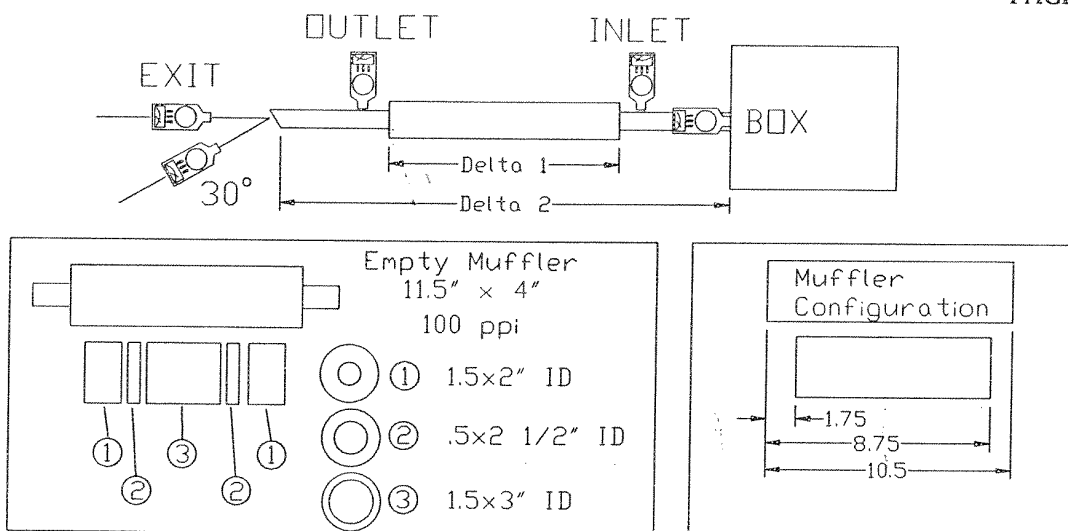 OUTLET
INLET
EXIT
BOX
30°
Delta 1
Delta 2
Empty Muffler
11.5" x 4"
100 ppi
① 1.5x2" ID
② .5x2 1/2" ID
③ 1.5x3" ID
① ③ ①
② ②
Muffler
Configuration
1.75
8.75
10.5